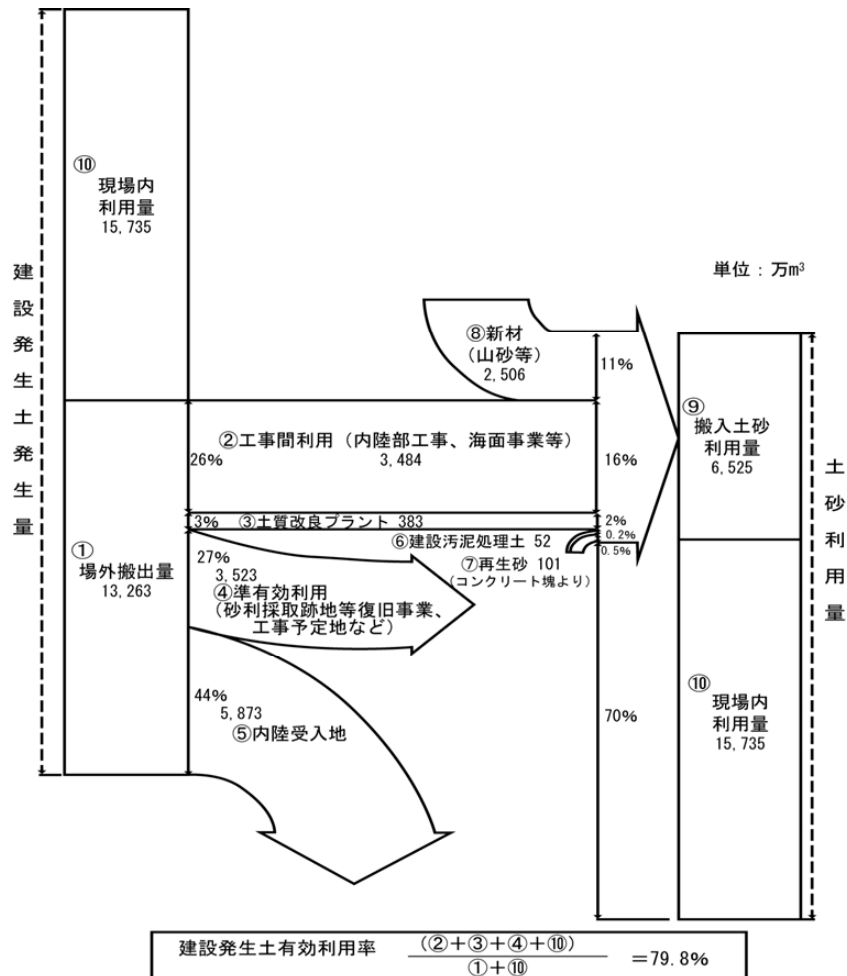 建設発生土発生量
⑩
現場内
利用量
15,735
単位：万m³
⑧新材
（山砂等）
2,506
11%
⑨
搬入土砂
利用量
6,525
②工事間利用（内陸部工事、海面事業等）
26%
3,484
16%
土砂利用量
3%
③土質改良プラント 383
2%
⑥建設汚泥処理土 52
0.2%
①
場外搬出量
13,263
27%
3,523
④準有効利用
（砂利採取跡地等復旧事業、
工事予定地など）
⑦再生砂 101
（コンクリート塊より）
0.5%
44%
5,873
⑤内陸受入地
70%
⑩
現場内
利用量
15,735
建設発生土有効利用率
（②＋③＋④＋⑩）
①＋⑩
＝79.8%